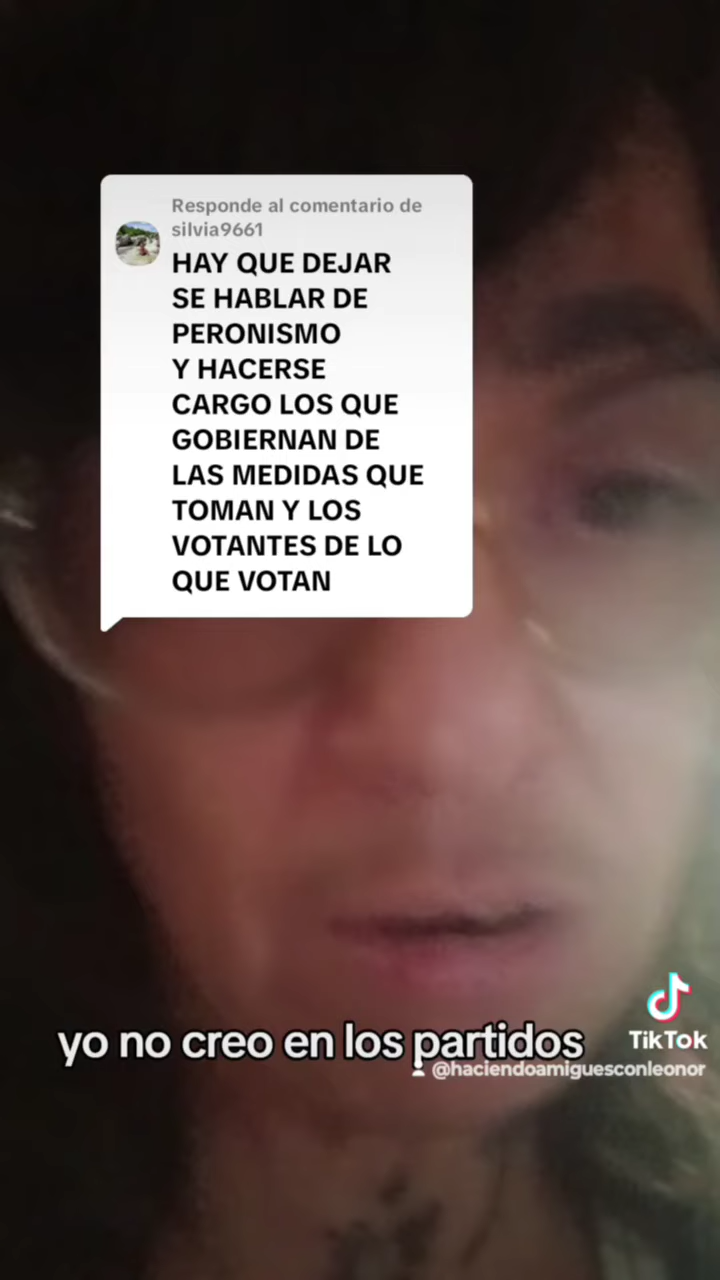 Responde al comentario de
silvia9661
HAY QUE DEJAR
SE HABLAR DE
PERONISMO
Y HACERSE
CARGO LOS QUE
GOBIERNAN DE
LAS MEDIDAS QUE
TOMAN Y LOS
VOTANTES DE LO
QUE VOTAN
yo no creo en los partidos
TikTok
@haciendoamiguesconleonor